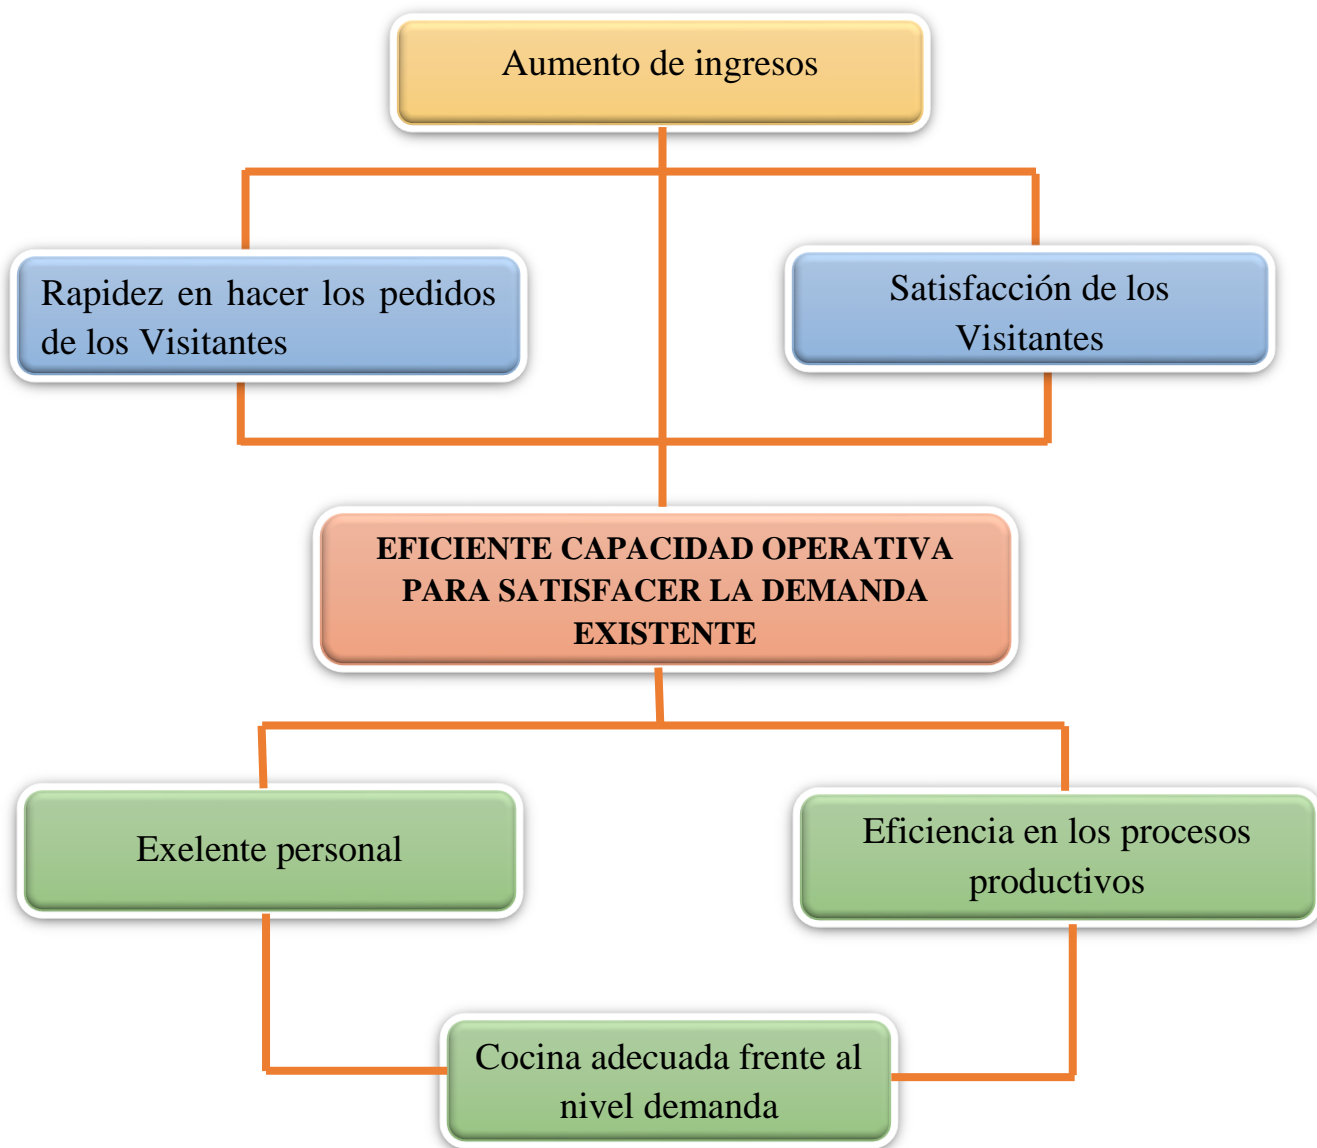 Aumento de ingresos
Rapidez en hacer los pedidos
de los Visitantes
Satisfacción de los
Visitantes
EFICIENTE CAPACIDAD OPERATIVA
PARA SATISFACER LA DEMANDA
EXISTENTE
Exelente personal
Eficiencia en los procesos
productivos
Cocina adecuada frente al
nivel demanda